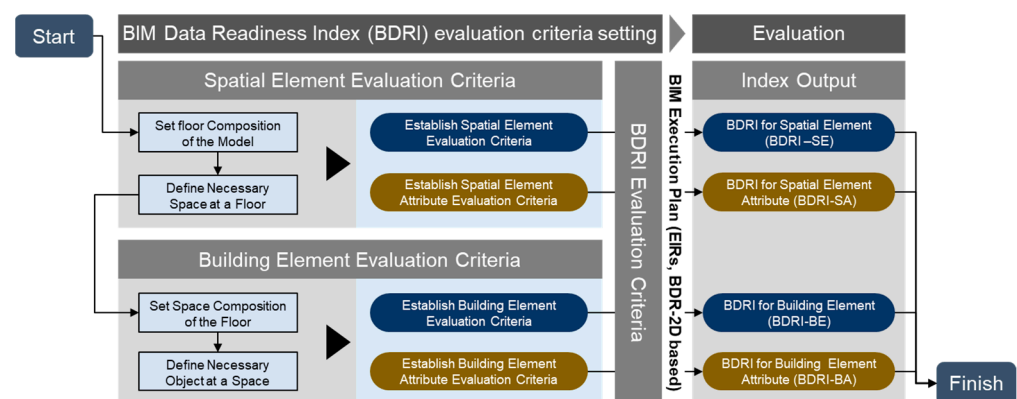 Start
BIM Data Readiness Index (BDRI) evaluation criteria setting
Evaluation
Spatial Element Evaluation Criteria
Set floor Composition
of the Model
Define Necessary
Space at a Floor
Establish Spatial Element
Evaluation Criteria
Establish Spatial Element
Attribute Evaluation Criteria
Building Element Evaluation Criteria
Set Space Composition
of the Floor
Define Necessary
Object at a Space
Establish Building Element
Evaluation Criteria
Establish Building Element
Attribute Evaluation Criteria
BDRI Evaluation Criteria
BIM Execution Plan (EIRs, BDR-2D based)
Index Output
BDRI for Spatial Element
(BDRI –SE)
BDRI for Spatial Element
Attribute (BDRI-SA)
BDRI for Building Element
(BDRI-BE)
BDRI for Building Element
Attribute (BDRI-BA)
Finish